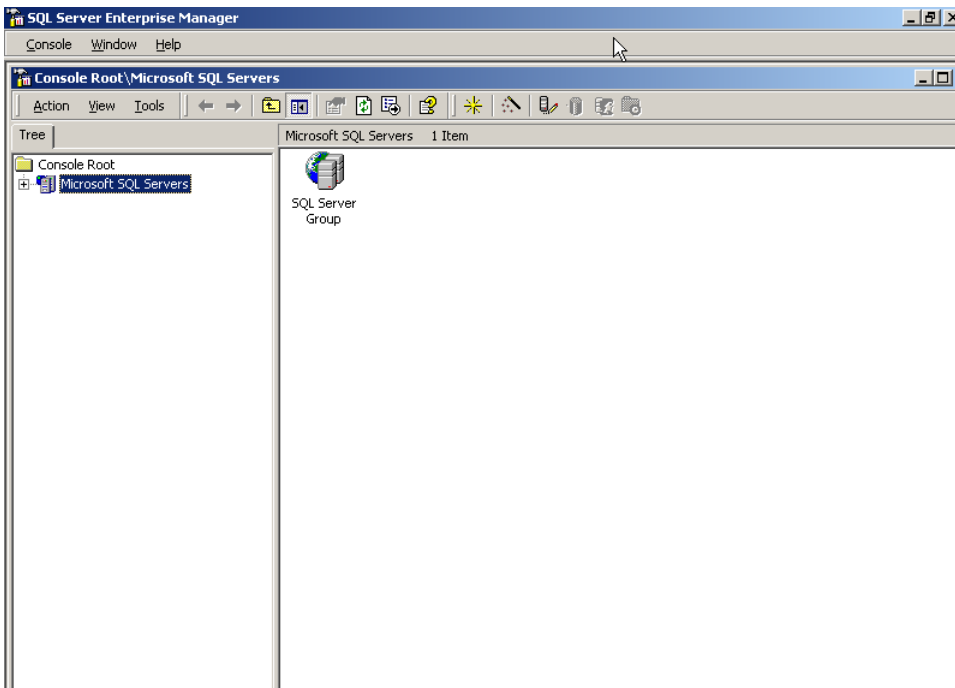 SQL Server Enterprise Manager
Console Window Help
Console Root\Microsoft SQL Servers
Action View Tools
Tree
Microsoft SQL Servers 1 Item
Console Root
Microsoft SQL Servers
SQL Server
Group